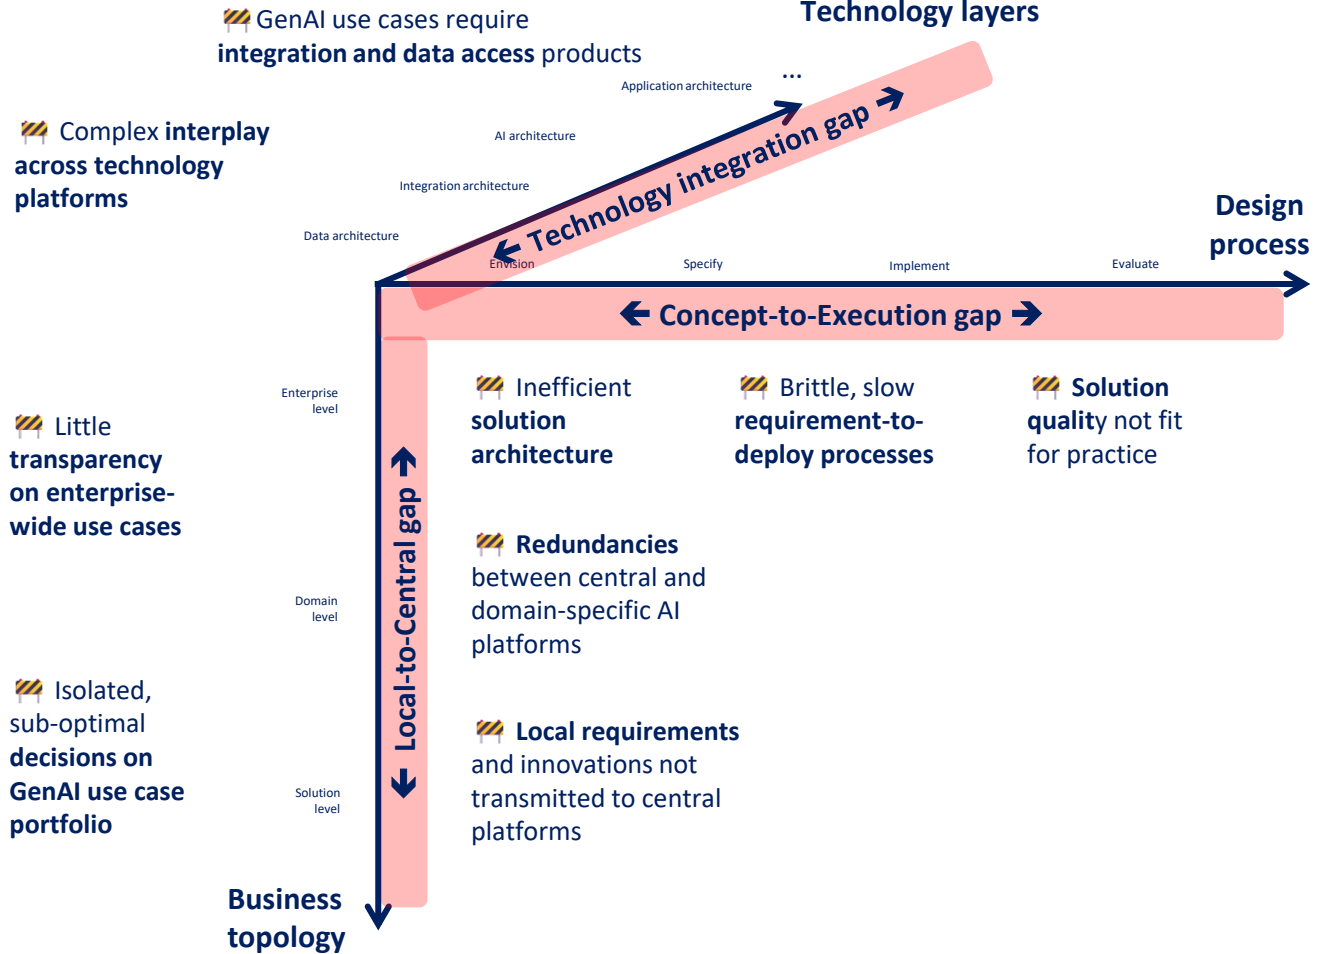 Technology layers
🚧 GenAI use cases require
integration and data access products
...
Application architecture
🚧 Complex interplay
across technology
platforms
AI architecture
Integration architecture
Data architecture
← Technology integration gap →
Design
process
Envision
Specify
Implement
Evaluate
← Concept-to-Execution gap →
Enterprise
level
🚧 Inefficient
solution
architecture
🚧 Brittle, slow
requirement-to-
deploy processes
🚧 Solution
quality not fit
for practice
🚧 Little
transparency
on enterprise-
wide use cases
← Local-to-Central gap →
🚧 Redundancies
between central and
domain-specific AI
platforms
Domain
level
🚧 Isolated,
sub-optimal
decisions on
GenAI use case
portfolio
🚧 Local requirements
and innovations not
transmitted to central
platforms
Solution
level
Business
topology